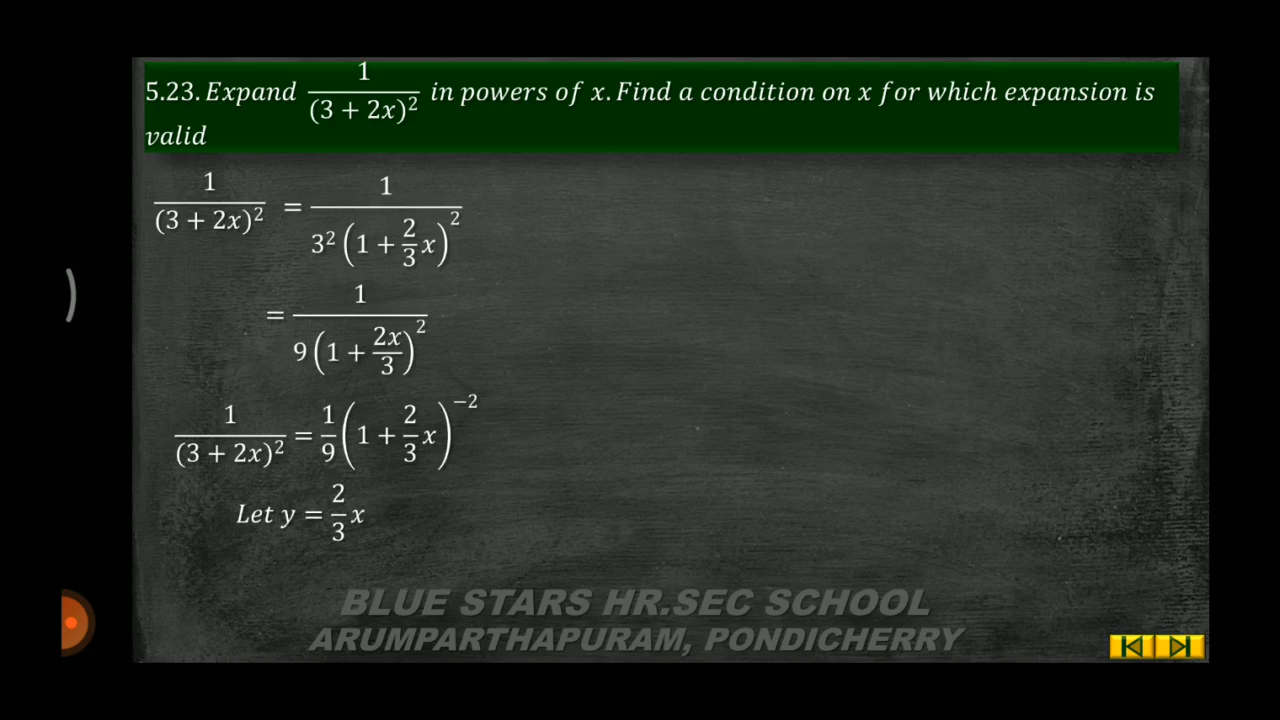 5.23. Expand 1/(3 + 2x)² in powers of x. Find a condition on x for which expansion is
valid
1/(3 + 2x)² = 1/(3²(1 + 2/3 x)²)
= 1/(9(1 + 2x/3)²)
1/(3 + 2x)² = 1/9 (1 + 2/3 x)⁻²
Let y = 2/3 x
BLUE STARS HR.SEC SCHOOL
ARUMPARTHAPURAM, PONDICHERRY